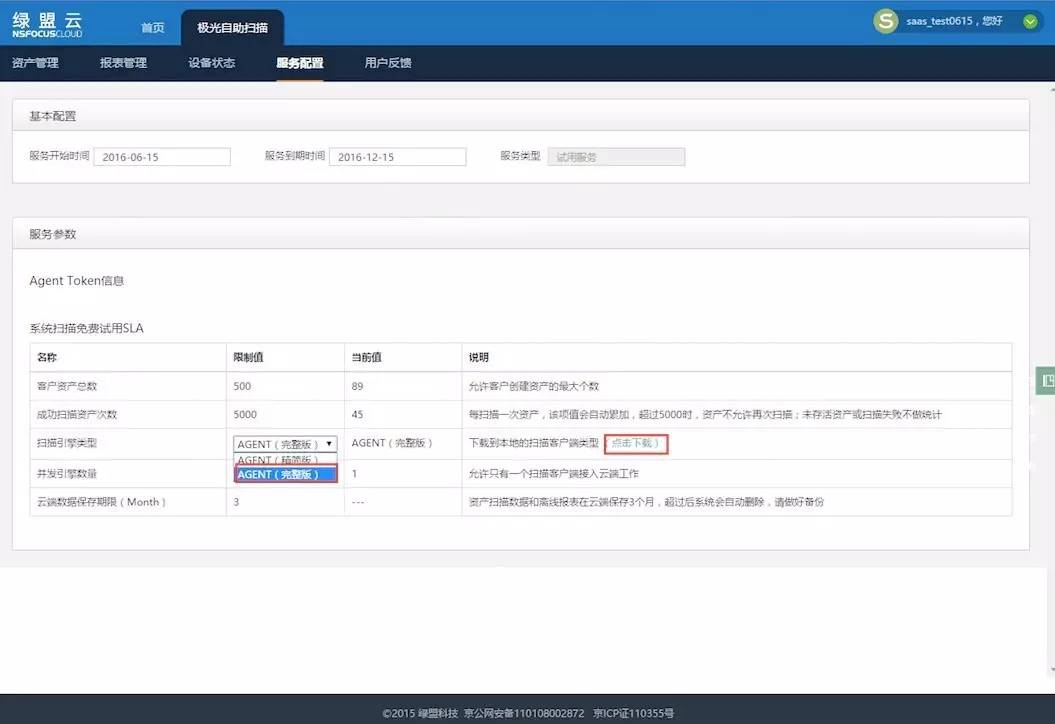 绿盟云
NSFOCUSCLOUD
首页
极光自助扫描
S
saas_test0615，您好
资产管理
报表管理
设备状态
服务配置
用户反馈
基本配置
服务开始时间 2016-06-15 服务到期时间 2016-12-15 服务类型 试用服务
服务参数
Agent Token信息
系统扫描免费试用SLA
名称 限制值 当前值 说明
客户资产总数 500 89 允许客户创建资产的最大个数
成功扫描资产次数 5000 45 每扫描一次资产，该项值会自动累加，超过5000时，资产不允许再次扫描；未存活资产或扫描失败不做统计
扫描引擎类型 AGENT（完整版） AGENT（完整版） 下载到本地的扫描客户端类型（点击下载）
AGENT（精简版）
AGENT（完整版）
并发引擎数量 1 允许只有一个扫描客户端接入云端工作
云端数据保存期限（Month） 3 --- 资产扫描数据和离线报表在云端保存3个月，超过后系统会自动删除，请做好备份
©2015 绿盟科技 京公网安备110108002872 京ICP证110355号